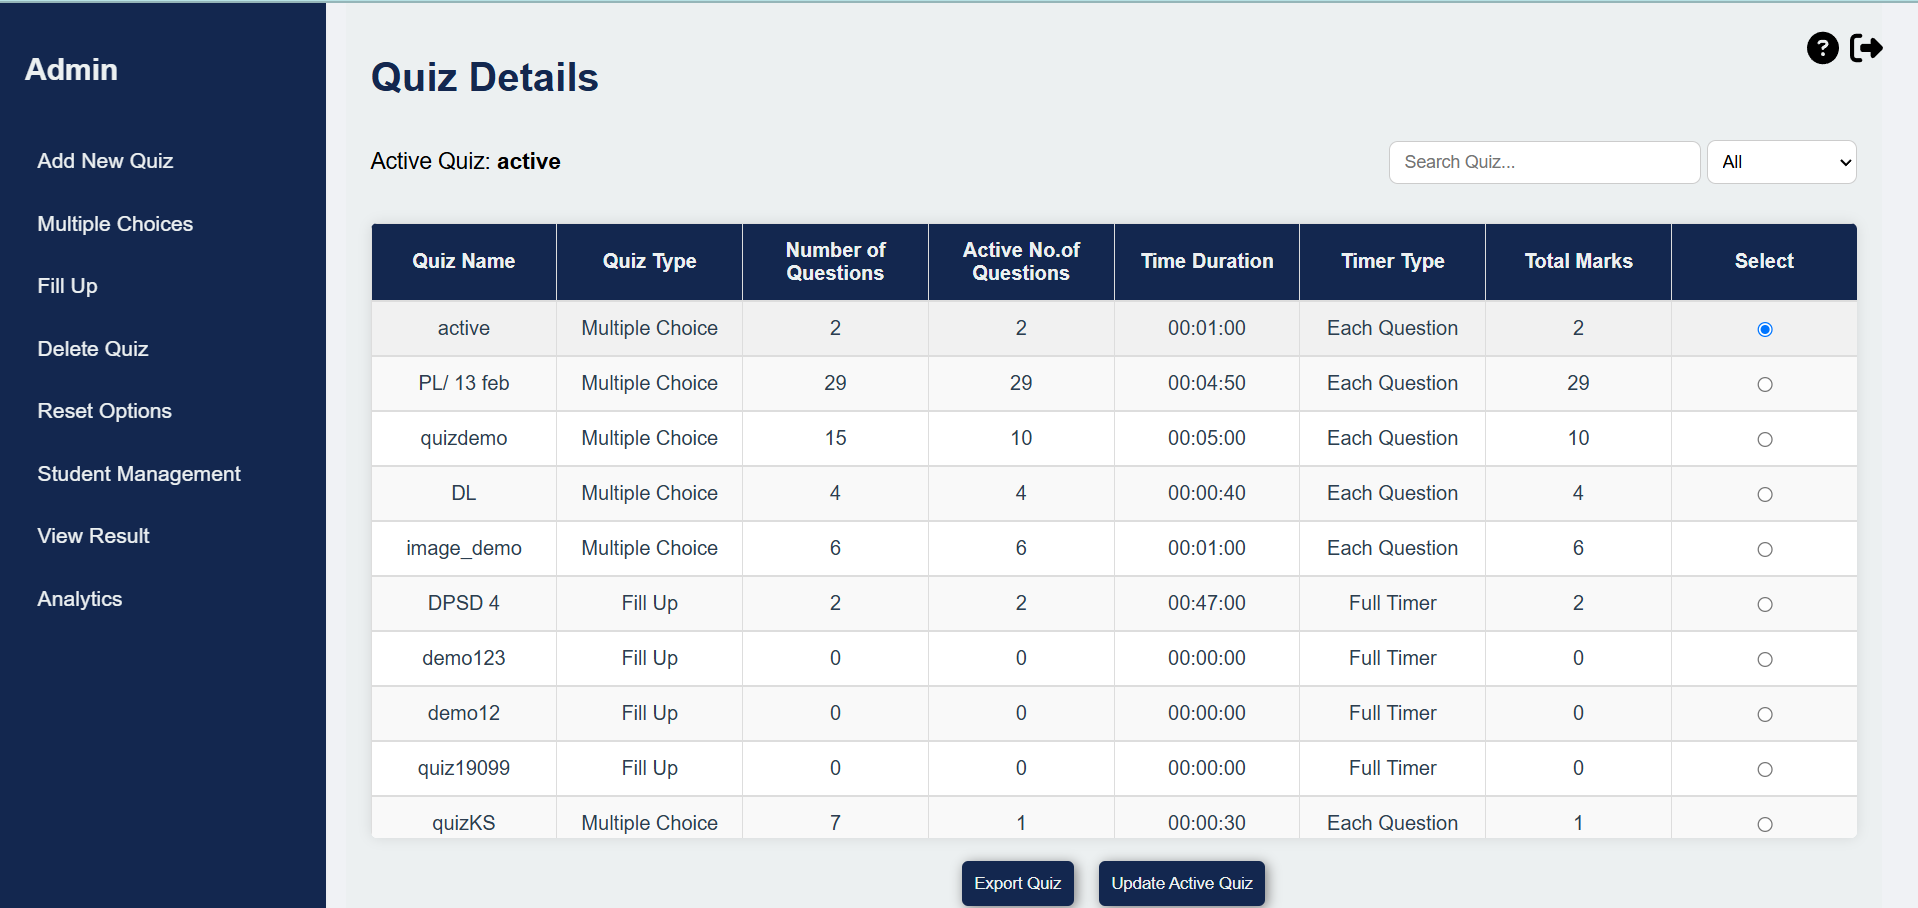 Admin
Add New Quiz
Multiple Choices
Fill Up
Delete Quiz
Reset Options
Student Management
View Result
Analytics
?
Quiz Details
Active Quiz: active
Search Quiz...
All
Quiz Name Quiz Type Number of Questions Active No.of Questions Time Duration Timer Type Total Marks Select
active Multiple Choice 2 2 00:01:00 Each Question 2
PL/ 13 feb Multiple Choice 29 29 00:04:50 Each Question 29
quizdemo Multiple Choice 15 10 00:05:00 Each Question 10
DL Multiple Choice 4 4 00:00:40 Each Question 4
image_demo Multiple Choice 6 6 00:01:00 Each Question 6
DPSD 4 Fill Up 2 2 00:47:00 Full Timer 2
demo123 Fill Up 0 0 00:00:00 Full Timer 0
demo12 Fill Up 0 0 00:00:00 Full Timer 0
quiz19099 Fill Up 0 0 00:00:00 Full Timer 0
quizKS Multiple Choice 7 1 00:00:30 Each Question 1
Export Quiz
Update Active Quiz